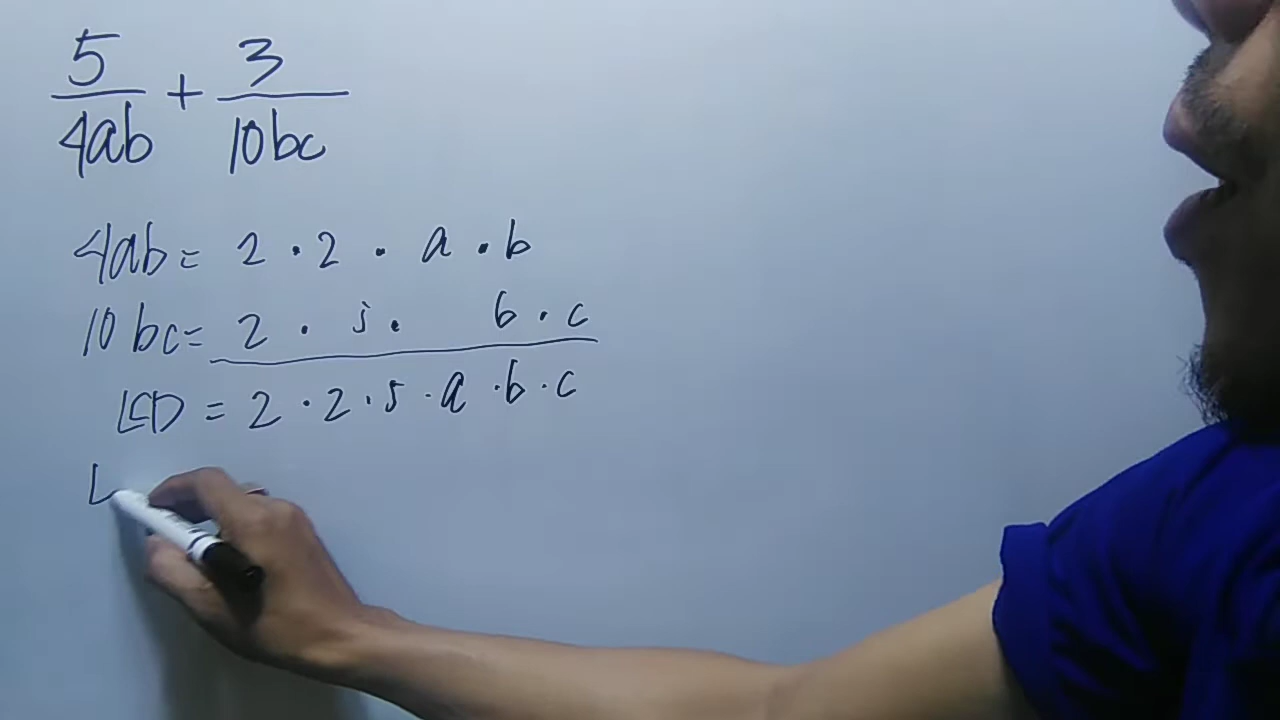 5/4ab + 3/10bc
4ab = 2 · 2 · a · b
10bc = 2 · 5 · b · c
LCD = 2 · 2 · 5 · a · b · c
L